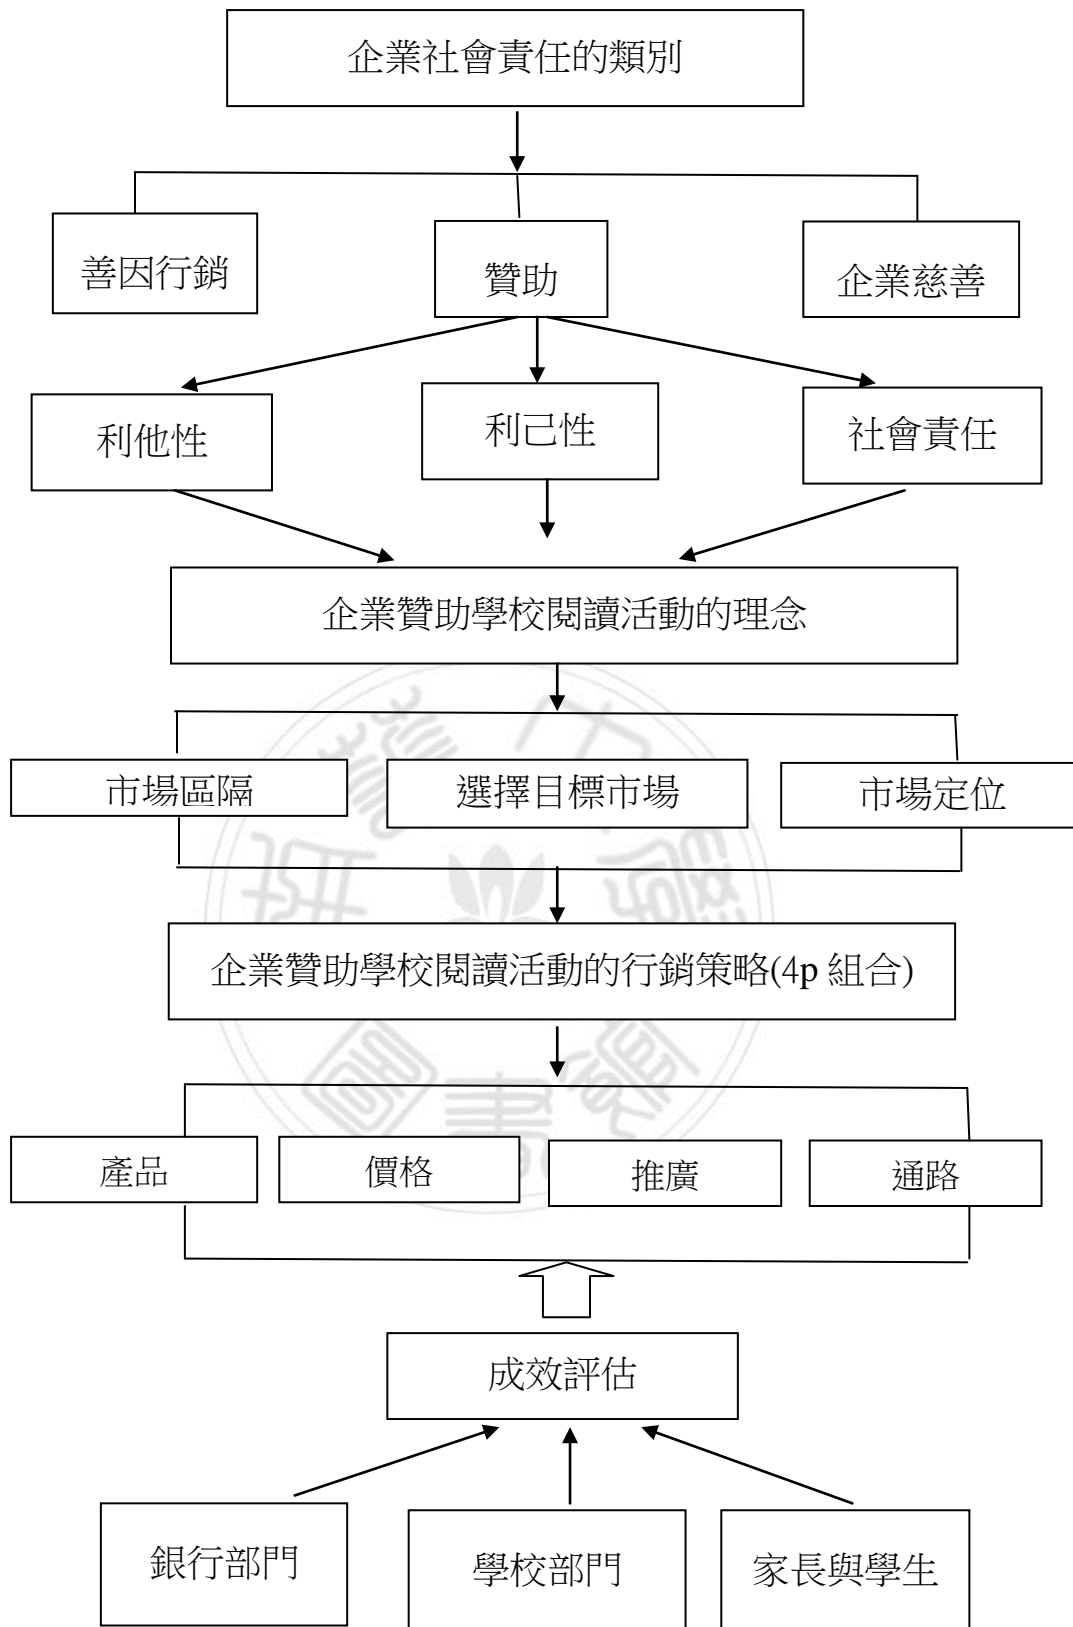 企業社會責任的類別
善因行銷
贊助
企業慈善
利他性
利己性
社會責任
企業贊助學校閱讀活動的理念
市場區隔
選擇目標市場
市場定位
企業贊助學校閱讀活動的行銷策略(4p 組合)
產品
價格
推廣
通路
成效評估
銀行部門
學校部門
家長與學生